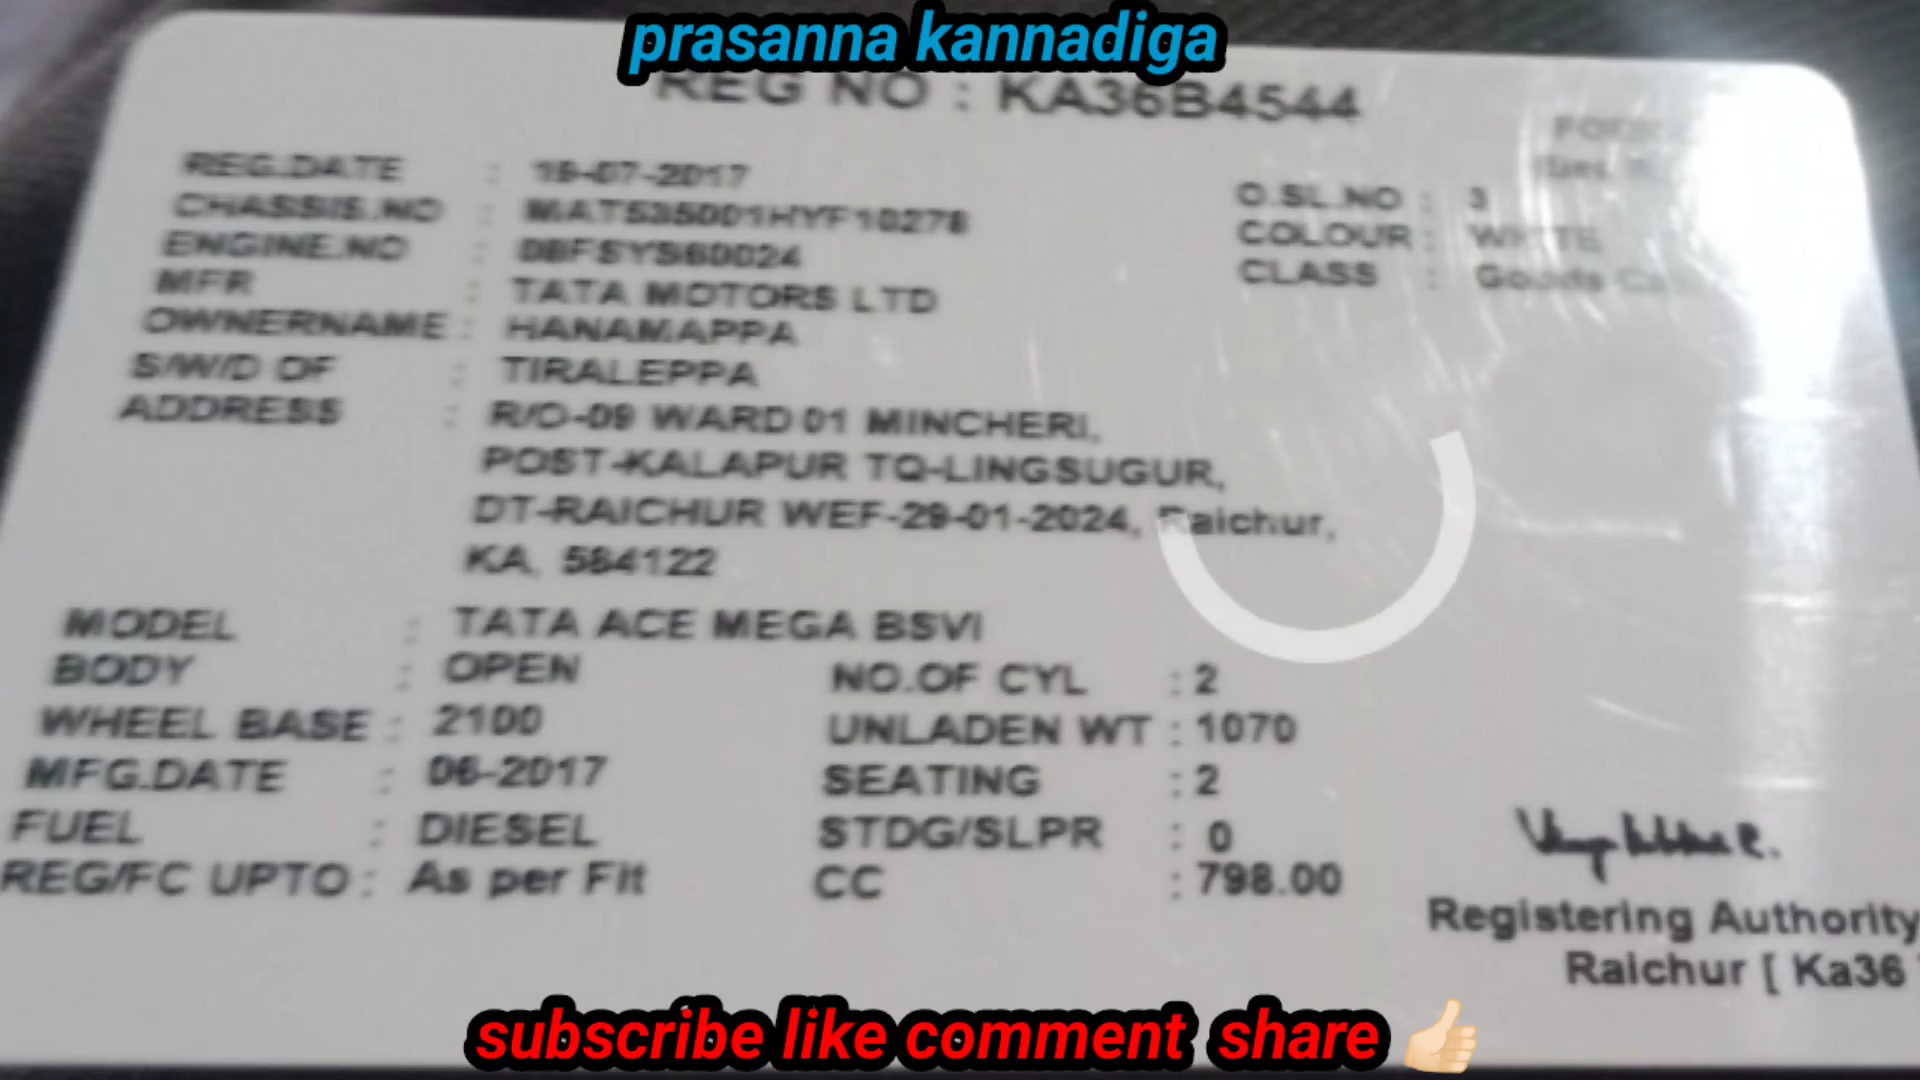 prasanna kannadiga
REG NO : KA36B4544
REG.DATE : 19-07-2017
CHASSIS.NO : MAT535001HYF10278
O.SL.NO : 3
ENGINE.NO :
COLOUR : WHITE
MFR : TATA MOTORS LTD
CLASS : Goods
OWNERNAME : HANAMAPPA
S/W/D OF : TIRALEPPA
ADDRESS : R/O-09 WARD 01 MINCHERI,
POST-KALAPUR TQ-LINGSUGUR,
DT-RAICHUR WEF-29-01-2024, Raichur,
KA, 584122
MODEL : TATA ACE MEGA BSVI
BODY : OPEN
NO.OF CYL : 2
WHEEL BASE : 2100
UNLADEN WT : 1070
MFG.DATE : 06-2017
SEATING : 2
FUEL : DIESEL
STDG/SLPR : 0
REG/FC UPTO : As per Fit
CC : 798.00
Registering Authority
Raichur [ Ka36
subscribe like comment share 👍🏻